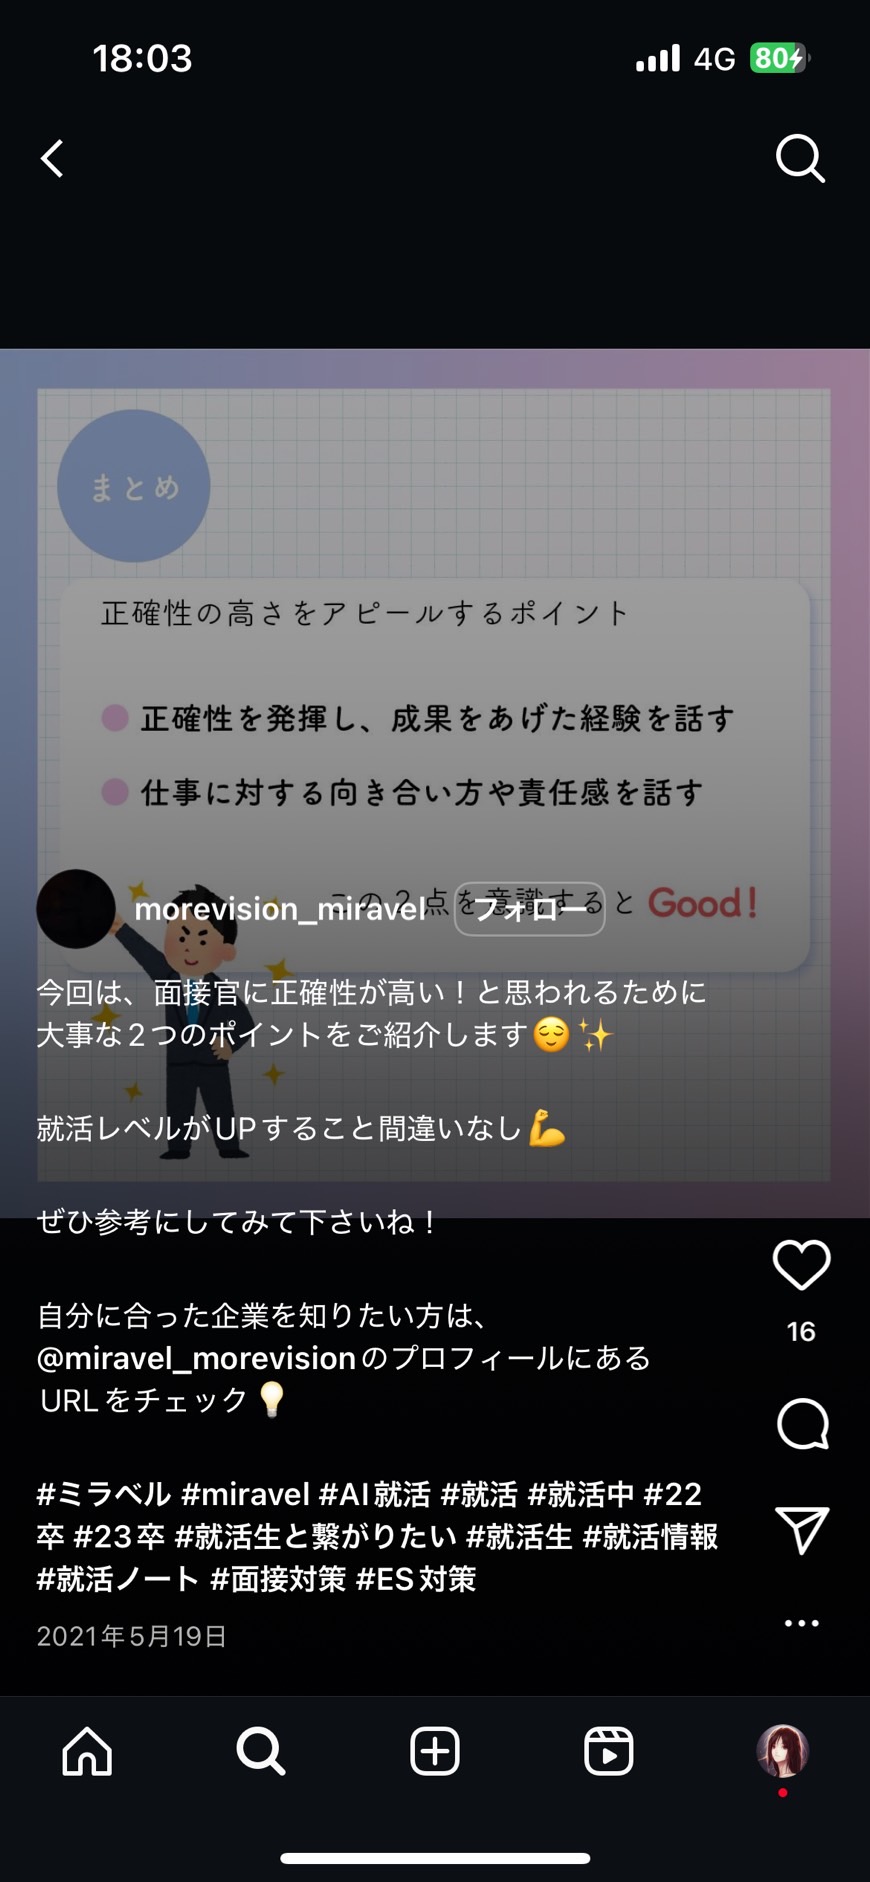 18:03
4G 80
まとめ
正確性の高さをアピールするポイント
正確性を発揮し、成果をあげた経験を話す
仕事に対する向き合い方や責任感を話す
この2点を意識すると Good!
morevision_miravel フォロー
今回は、面接官に正確性が高い！と思われるために
大事な2つのポイントをご紹介します😌✨
就活レベルがUPすること間違いなし💪
ぜひ参考にしてみて下さいね！
自分に合った企業を知りたい方は、
@miravel_morevisionのプロフィールにある
URLをチェック💡
#ミラベル #miravel #AI就活 #就活 #就活中 #22
卒 #23卒 #就活生と繋がりたい #就活生 #就活情報
#就活ノート #面接対策 #ES対策
2021年5月19日
16